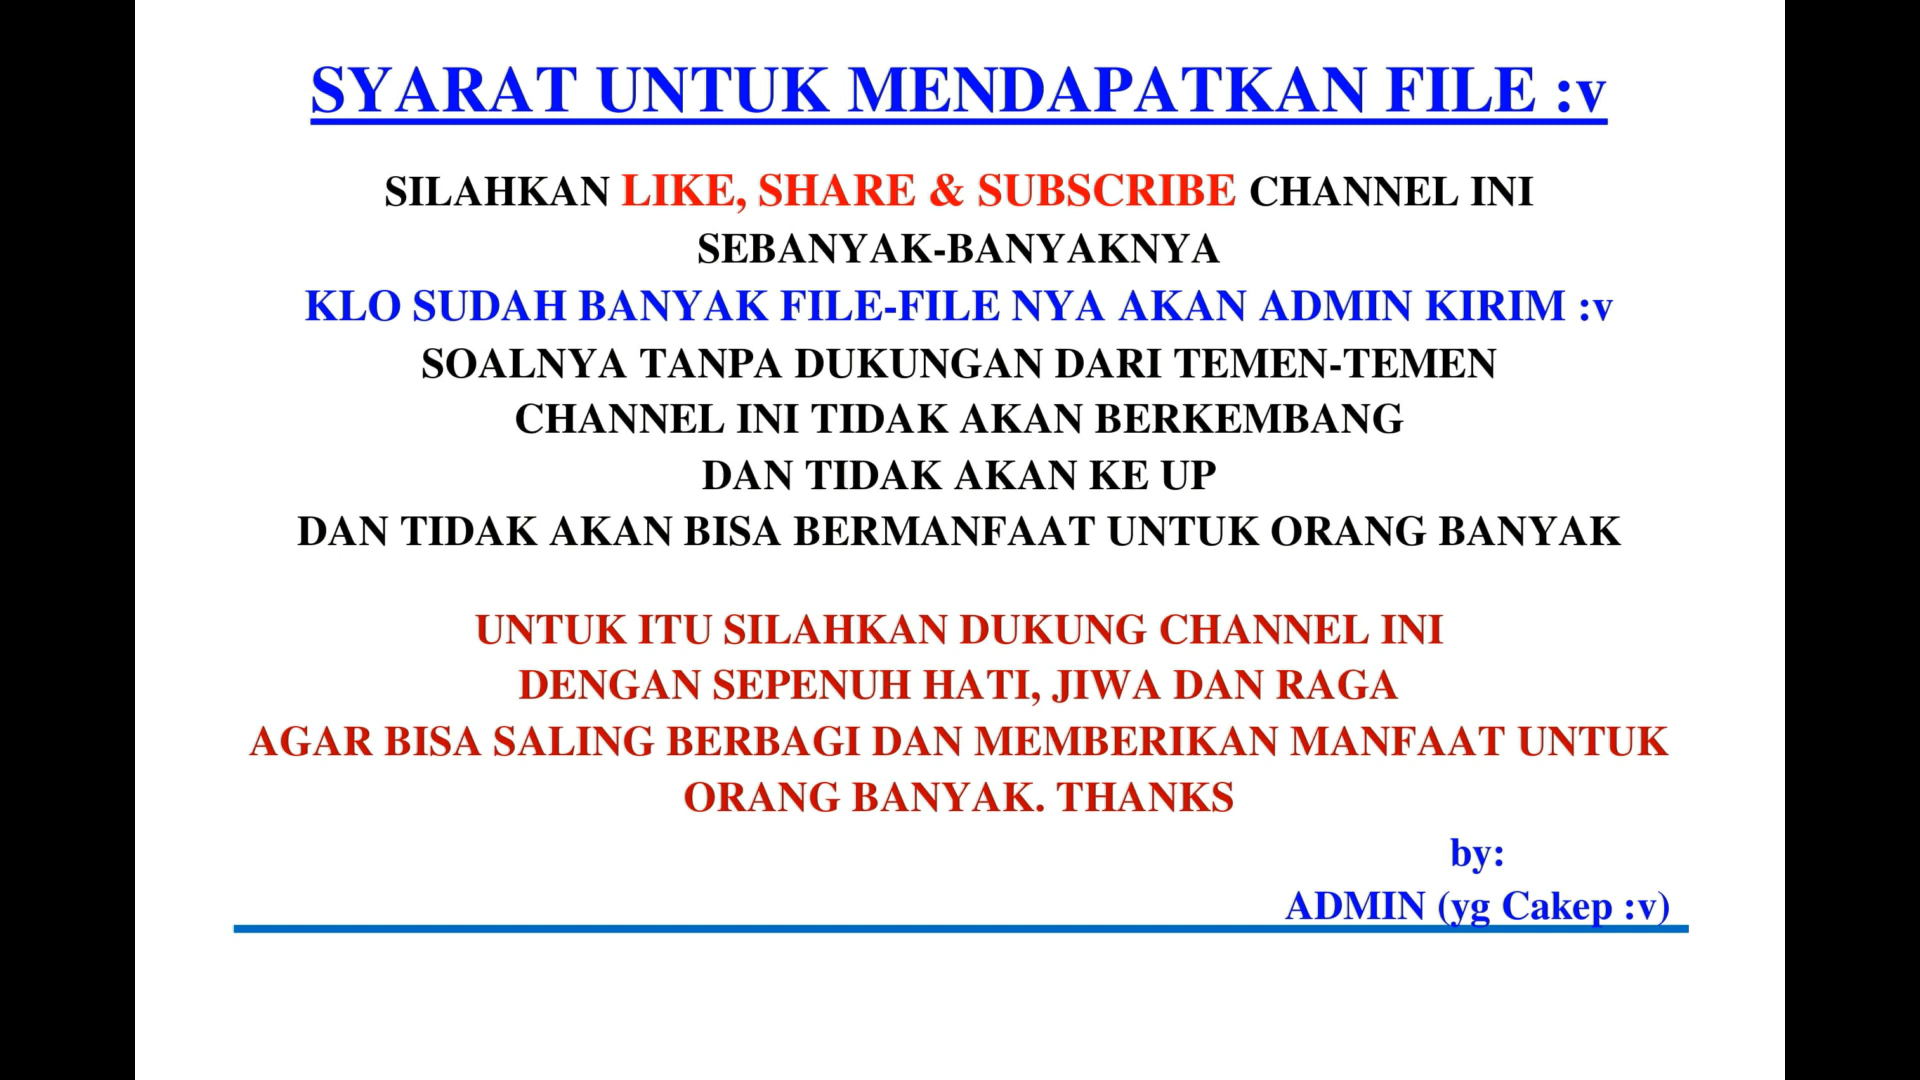 SYARAT UNTUK MENDAPATKAN FILE :v
SILAHKAN LIKE, SHARE & SUBSCRIBE CHANNEL INI
SEBANYAK-BANYAKNYA
KLO SUDAH BANYAK FILE-FILE NYA AKAN ADMIN KIRIM :v
SOALNYA TANPA DUKUNGAN DARI TEMEN-TEMEN
CHANNEL INI TIDAK AKAN BERKEMBANG
DAN TIDAK AKAN KE UP
DAN TIDAK AKAN BISA BERMANFAAT UNTUK ORANG BANYAK
UNTUK ITU SILAHKAN DUKUNG CHANNEL INI
DENGAN SEPENUH HATI, JIWA DAN RAGA
AGAR BISA SALING BERBAGI DAN MEMBERIKAN MANFAAT UNTUK
ORANG BANYAK. THANKS
by:
ADMIN (yg Cakep :v)